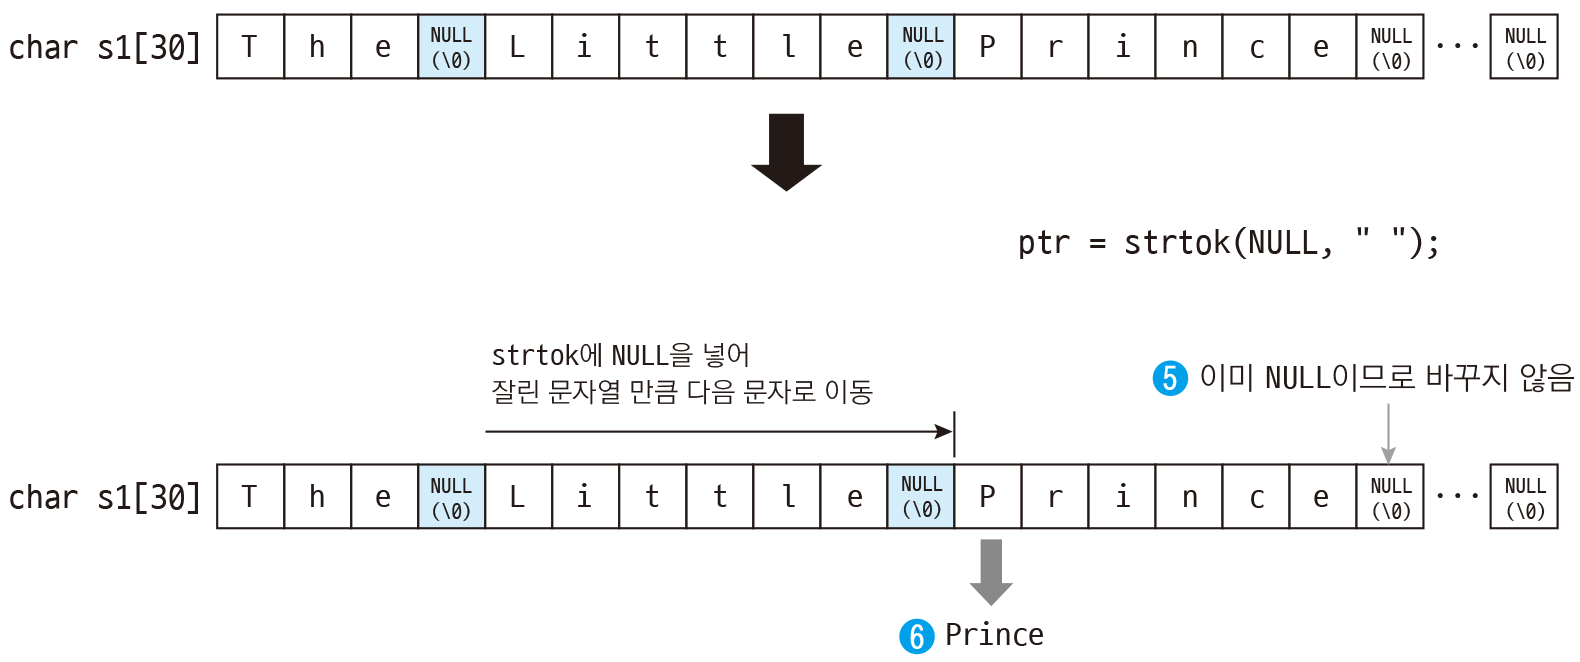 char s1[30] T h e NULL(\0) L i t t l e NULL(\0) P r i n c e NULL(\0) ··· NULL(\0)
ptr = strtok(NULL, " ");
strtok에 NULL을 넣어
잘린 문자열 만큼 다음 문자로 이동
5 이미 NULL이므로 바꾸지 않음
char s1[30] T h e NULL(\0) L i t t l e NULL(\0) P r i n c e NULL(\0) ··· NULL(\0)
6 Prince